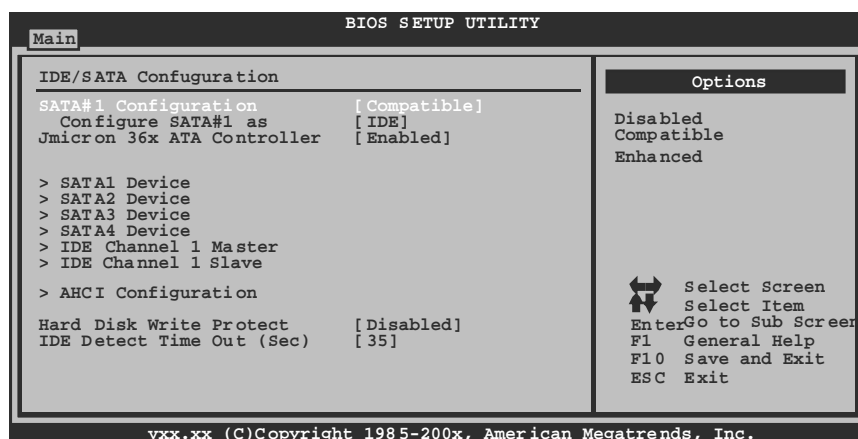 BIOS SETUP UTILITY
Main
IDE/SATA Confuguration
SATA#1 Configuration [Compatible]
Configure SATA#1 as [IDE]
Jmicron 36x ATA Controller [Enabled]
> SATA1 Device
> SATA2 Device
> SATA3 Device
> SATA4 Device
> IDE Channel 1 Master
> IDE Channel 1 Slave
> AHCI Configuration
Hard Disk Write Protect [Disabled]
IDE Detect Time Out (Sec) [35]
Options
Disabled
Compatible
Enhanced
Select Screen
Select Item
Enter Go to Sub Screen
F1 General Help
F10 Save and Exit
ESC Exit
vxx.xx (C)Copyright 1985-200x, American Megatrends, Inc.